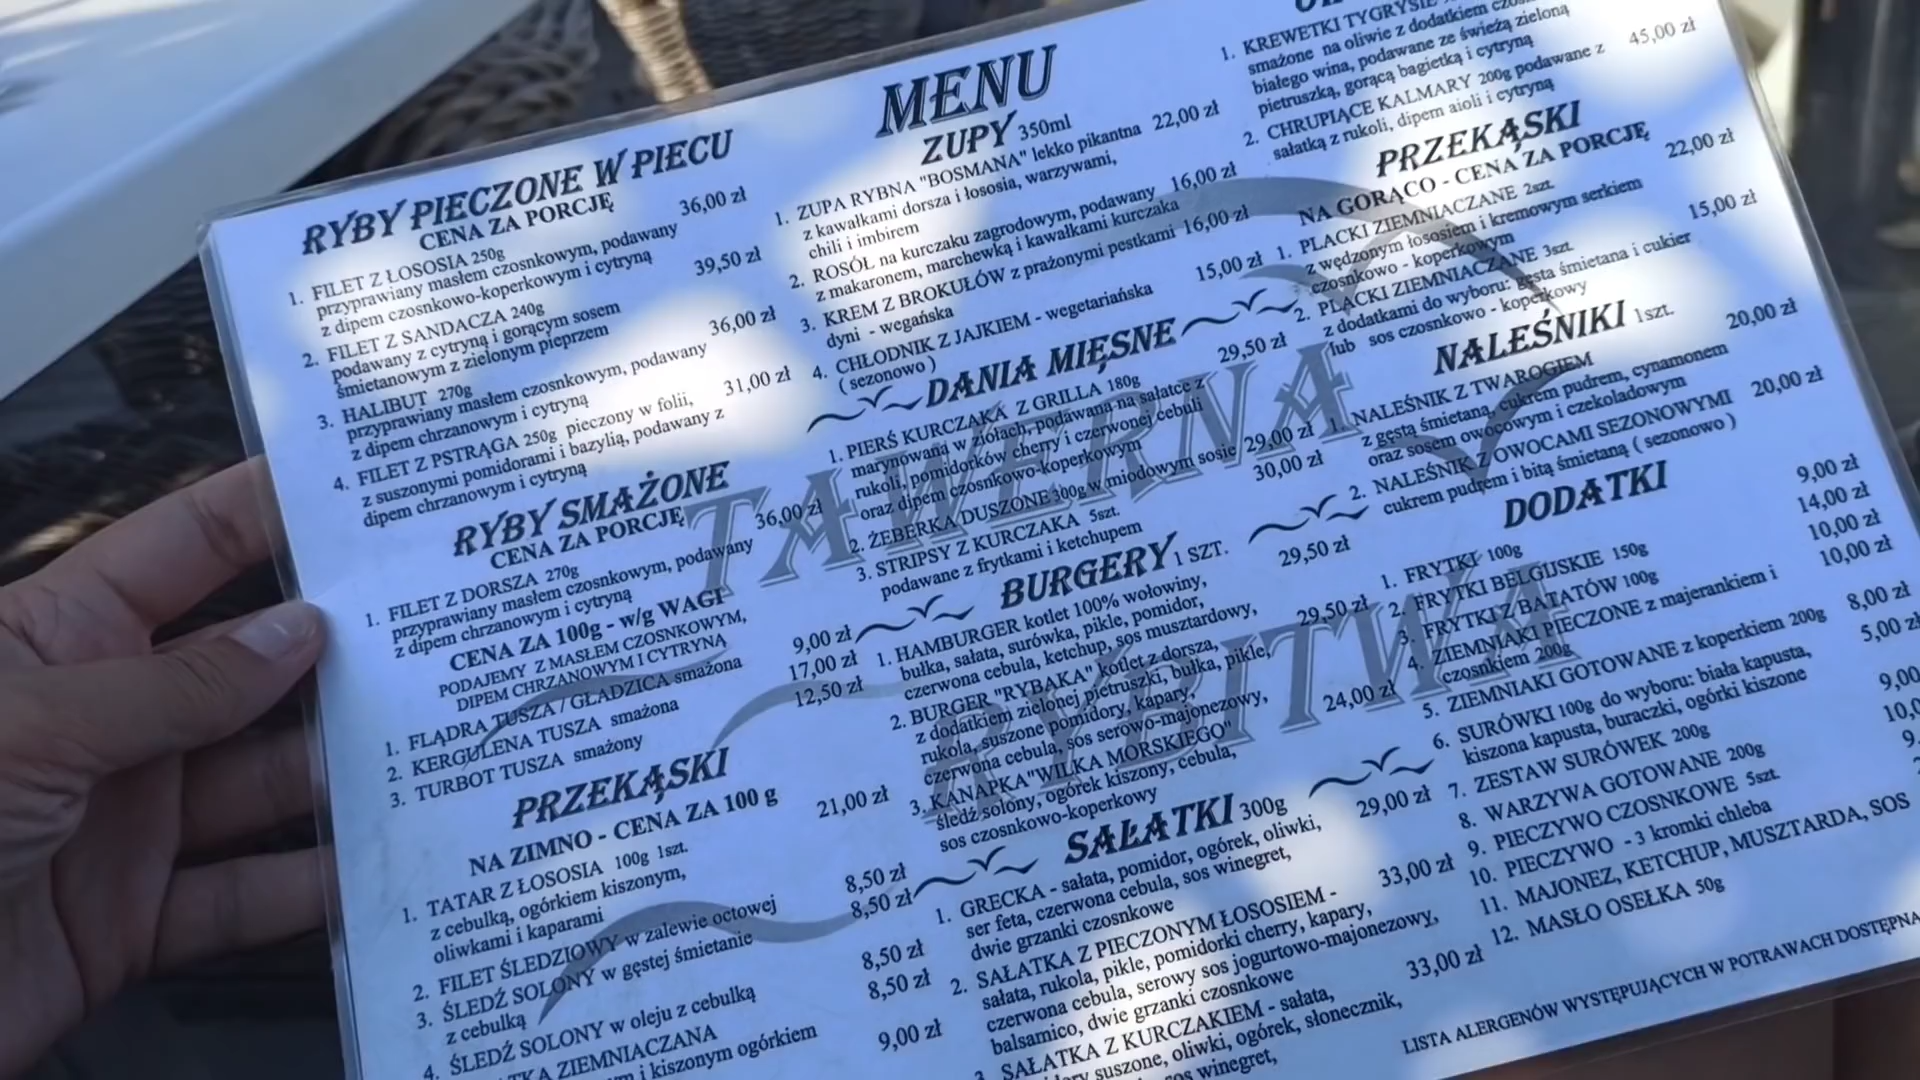 MENU
RYBY PIECZONE W PIECU
CENA ZA PORCJĘ
1. FILET Z ŁOSOSIA 250g 36,00 zł
przyprawiany masłem czosnkowym, podawany
z dipem czosnkowo-koperkowym i cytryną
2. FILET Z SANDACZA 240g 39,50 zł
podawany z cytryną i gorącym sosem
śmietanowym z zielonym pieprzem
3. HALIBUT 270g 36,00 zł
przyprawiany masłem czosnkowym, podawany
z dipem chrzanowym i cytryną
4. FILET Z PSTRĄGA 250g pieczony w folii, 31,00 zł
z suszonymi pomidorami i bazylią, podawany z
dipem chrzanowym i cytryną
RYBY SMAŻONE
CENA ZA PORCJĘ
1. FILET Z DORSZA 270g 36,00 zł
przyprawiany masłem czosnkowym, podawany
z dipem chrzanowym i cytryną
CENA ZA 100g - w/g WAGI
PODAJEMY Z MASŁEM CZOSNKOWYM,
DIPEM CHRZANOWYM I CYTRYNĄ
1. FLĄDRA TUSZA / GŁADZICA smażona 9,00 zł
2. KERGULENA TUSZA smażona 17,00 zł
3. TURBOT TUSZA smażony 12,50 zł
PRZEKĄSKI
NA ZIMNO - CENA ZA 100 g
1. TATAR Z ŁOSOSIA 100g 1szt. 21,00 zł
z cebulką, ogórkiem kiszonym,
oliwkami i kaparami
2. FILET ŚLEDZIOWY w zalewie octowej 8,50 zł
3. ŚLEDŹ SOLONY w gęstej śmietanie 8,50 zł
z cebulką
4. ŚLEDŹ SOLONY w oleju z cebulką 8,50 zł
ZIEMNIACZANA 8,50 zł
i kiszonym ogórkiem
9,00 zł
ZUPY 350ml
1. ZUPA RYBNA "BOSMANA" lekko pikantna 22,00 zł
z kawałkami dorsza i łososia, warzywami,
chili i imbirem
2. ROSÓŁ na kurczaku zagrodowym, podawany 16,00 zł
z makaronem, marchewką i kawałkami kurczaka
3. KREM Z BROKUŁÓW z prażonymi pestkami 16,00 zł
dyni - wegańska
4. CHŁODNIK Z JAJKIEM - wegetariańska 15,00 zł
( sezonowo )
DANIA MIĘSNE
1. PIERŚ KURCZAKA Z GRILLA 180g 29,50 zł
marynowana w ziołach, podawana na sałatce z
rukoli, pomidorków cherry i czerwonej cebuli
oraz dipem czosnkowo-koperkowym
2. ŻEBERKA DUSZONE 300g w miodowym sosie 29,00 zł
3. STRIPSY Z KURCZAKA 5szt. 30,00 zł
podawane z frytkami i ketchupem
BURGERY 1 SZT.
1. HAMBURGER kotlet 100% wołowiny, 29,50 zł
bułka, sałata, surówka, pikle, pomidor,
czerwona cebula, ketchup, sos musztardowy,
2. BURGER "RYBAKA" kotlet z dorsza, 29,50 zł
z dodatkiem zielonej pietruszki, bułka, pikle,
rukola, suszone pomidory, kapary,
czerwona cebula, sos serowo-majonezowy,
3. KANAPKA"WILKA MORSKIEGO" 24,00 zł
śledź solony, ogórek kiszony, cebula,
sos czosnkowo-koperkowy
SAŁATKI 300g
1. GRECKA - sałata, pomidor, ogórek, oliwki, 29,00 zł
ser feta, czerwona cebula, sos winegret,
dwie grzanki czosnkowe
2. SAŁATKA Z PIECZONYM ŁOSOSIEM - 33,00 zł
sałata, rukola, pikle, pomidorki cherry, kapary,
czerwona cebula, serowy sos jogurtowo-majonezowy,
balsamico, dwie grzanki czosnkowe
3. SAŁATKA Z KURCZAKIEM - sałata, 33,00 zł
suszone, oliwki, ogórek, słonecznik,
sos winegret,
1. KREWETKI TYGRYSIE
smażone na oliwie z dodatkiem
białego wina, podawane ze świeżą zieloną
pietruszką, gorącą bagietką i cytryną
2. CHRUPIĄCE KALMARY 200g podawane z 45,00 zł
sałatką z rukoli, dipem aioli i cytryną
PRZEKĄSKI
NA GORĄCO - CENA ZA PORCJĘ
1. PLACKI ZIEMNIACZANE 2szt. 22,00 zł
z wędzonym łososiem i kremowym serkiem
czosnkowo - koperkowym
2. PLACKI ZIEMNIACZANE 3szt. 15,00 zł
z dodatkami do wyboru: gęsta śmietana i cukier
lub sos czosnkowo - koperkowy
NALEŚNIKI 1szt.
1. NALEŚNIK Z TWAROGIEM 20,00 zł
z gęstą śmietaną, cukrem pudrem, cynamonem
oraz sosem owocowym i czekoladowym
2. NALEŚNIK Z OWOCAMI SEZONOWYMI 20,00 zł
cukrem pudrem i bitą śmietaną ( sezonowo )
DODATKI
1. FRYTKI 100g 9,00 zł
2. FRYTKI BELGIJSKIE 150g 14,00 zł
3. FRYTKI Z BATATÓW 100g 10,00 zł
4. ZIEMNIAKI PIECZONE z majerankiem i 10,00 zł
czosnkiem 200g
5. ZIEMNIAKI GOTOWANE z koperkiem 200g 8,00 zł
6. SURÓWKI 100g do wyboru: biała kapusta, 5,00 zł
kiszona kapusta, buraczki, ogórki kiszone
7. ZESTAW SURÓWEK 200g 9,00
8. WARZYWA GOTOWANE 200g 10,0
9. PIECZYWO CZOSNKOWE 5szt.
10. PIECZYWO - 3 kromki chleba
11. MAJONEZ, KETCHUP, MUSZTARDA, SOS
12. MASŁO OSEŁKA 50g
LISTA ALERGENÓW WYSTĘPUJĄCYCH W POTRAWACH DOSTĘPNA
TAWERNA
RYBITWA